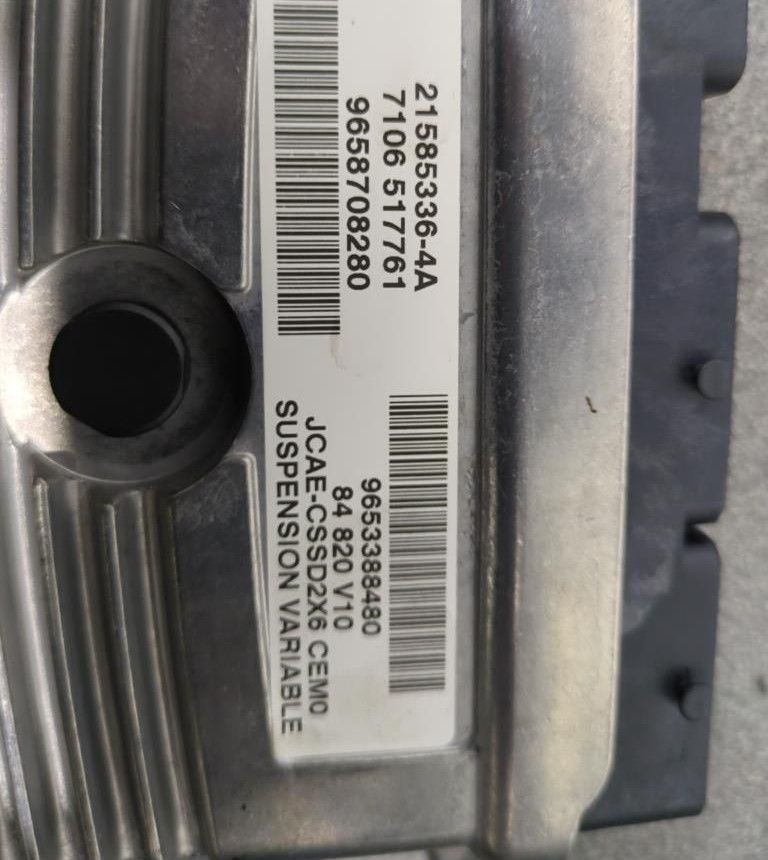 21585336-4A
7106 517761
9658708280
9653388480
84 820 V10
JCAE-CSSD2X6 CEM0
SUSPENSION VARIABLE